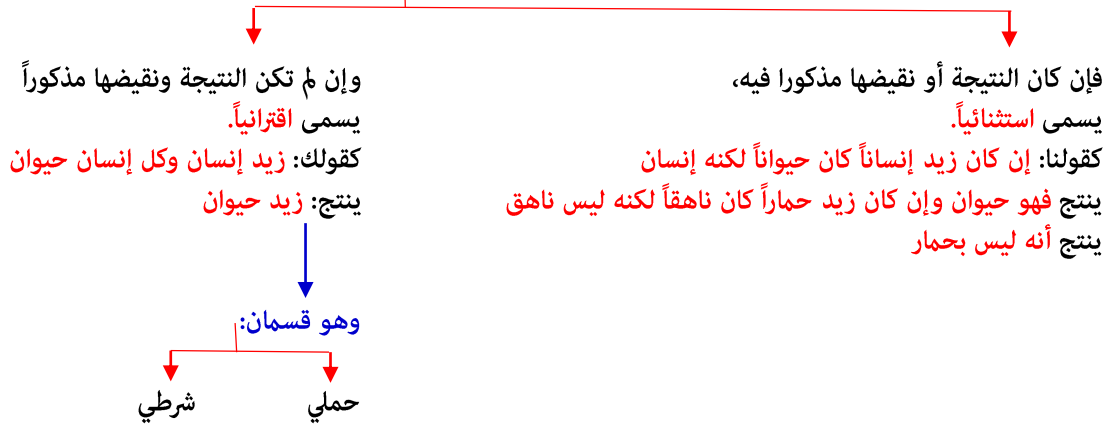 فإن كان النتيجة أو نقيضها مذكورا فيه،
يسمى استثنائياً.
كقولنا: إن كان زيد إنساناً كان حيواناً لكنه إنسان
ينتج فهو حيوان وإن كان زيد حماراً كان ناهقاً لكنه ليس ناهق
ينتج أنه ليس بحمار
وإن لم تكن النتيجة ونقيضها مذكوراً
يسمى اقترانياً.
كقولك: زيد إنسان وكل إنسان حيوان
ينتج: زيد حيوان
وهو قسمان:
حملي
شرطي